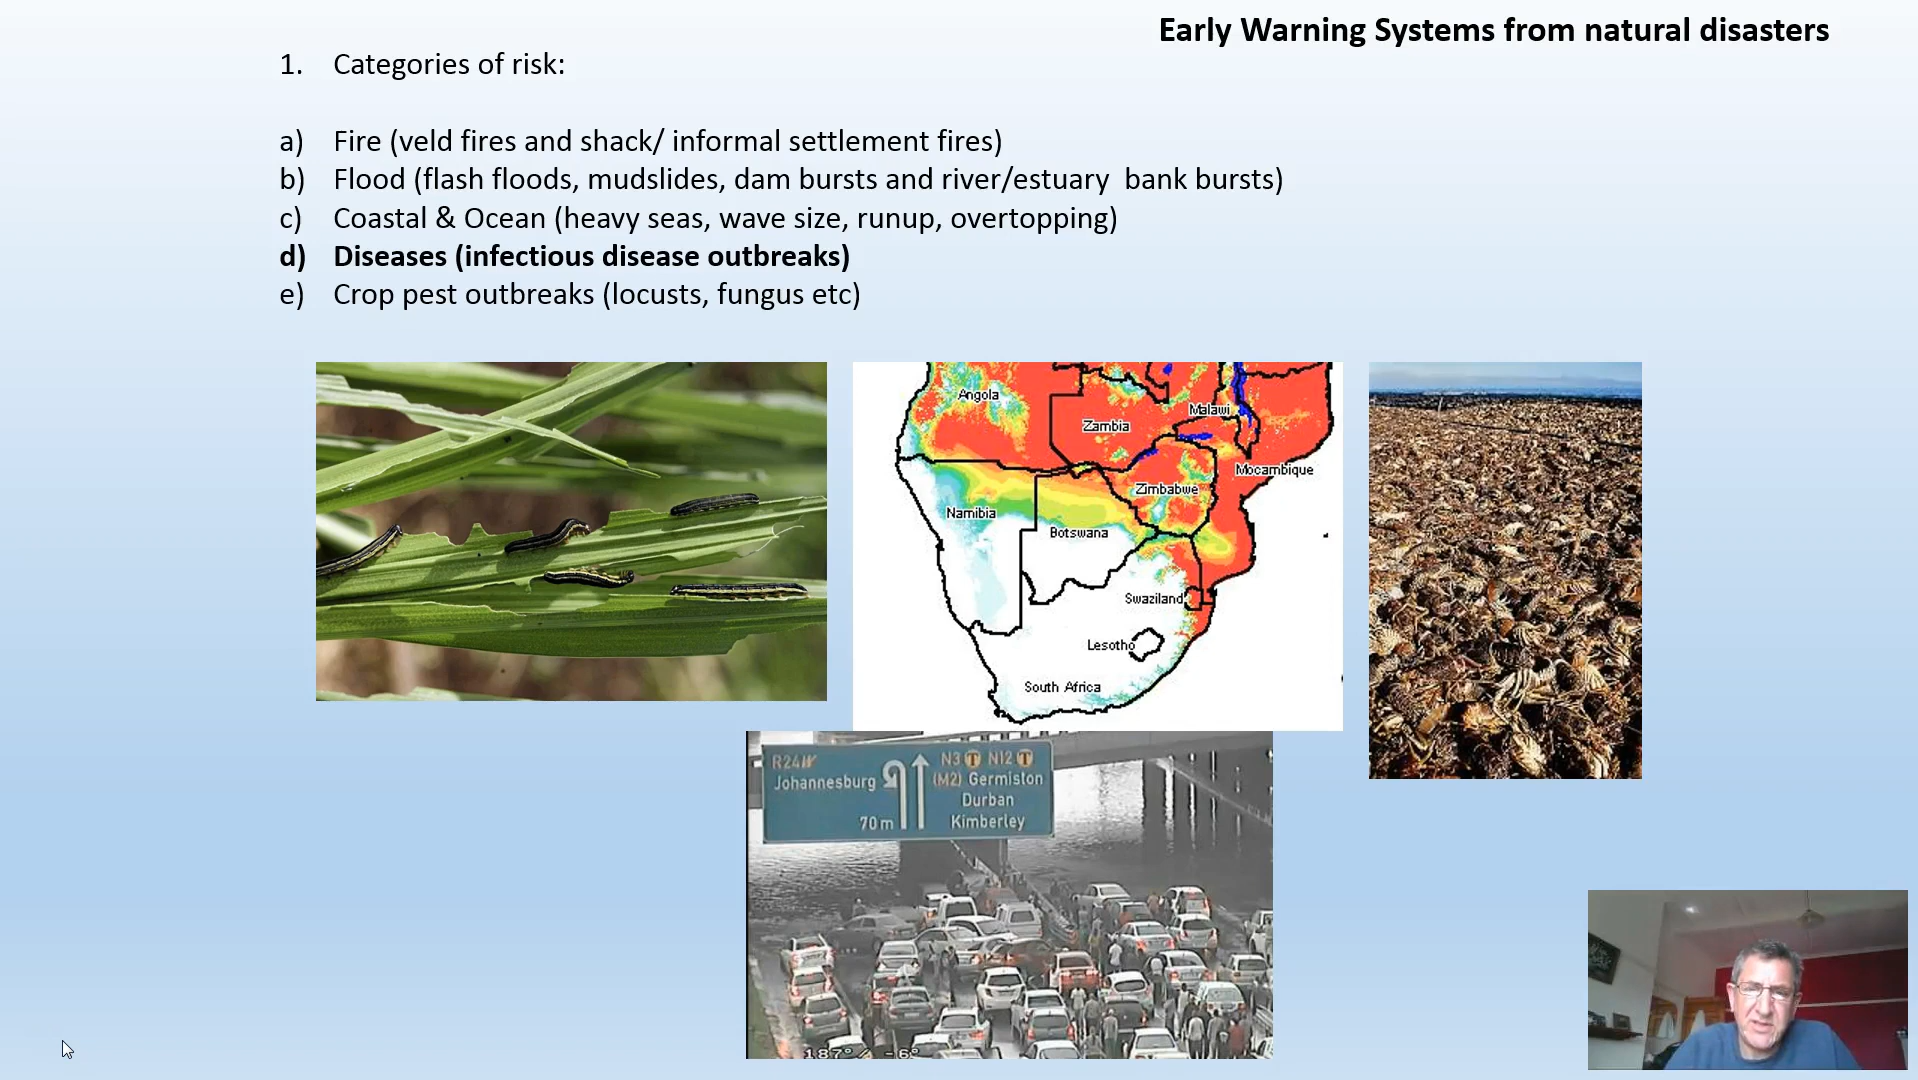 Early Warning Systems from natural disasters
1. Categories of risk:
a) Fire (veld fires and shack/ informal settlement fires)
b) Flood (flash floods, mudslides, dam bursts and river/estuary bank bursts)
c) Coastal & Ocean (heavy seas, wave size, runup, overtopping)
d) Diseases (infectious disease outbreaks)
e) Crop pest outbreaks (locusts, fungus etc)
Angola
Malawi
Zambia
Mocambique
Zimbabwe
Namibia
Botswana
Swaziland
Lesotho
South Africa
R24 N3 T N12 T
Johannesburg (M2) Germiston
Durban
70m Kimberley
187° -6°